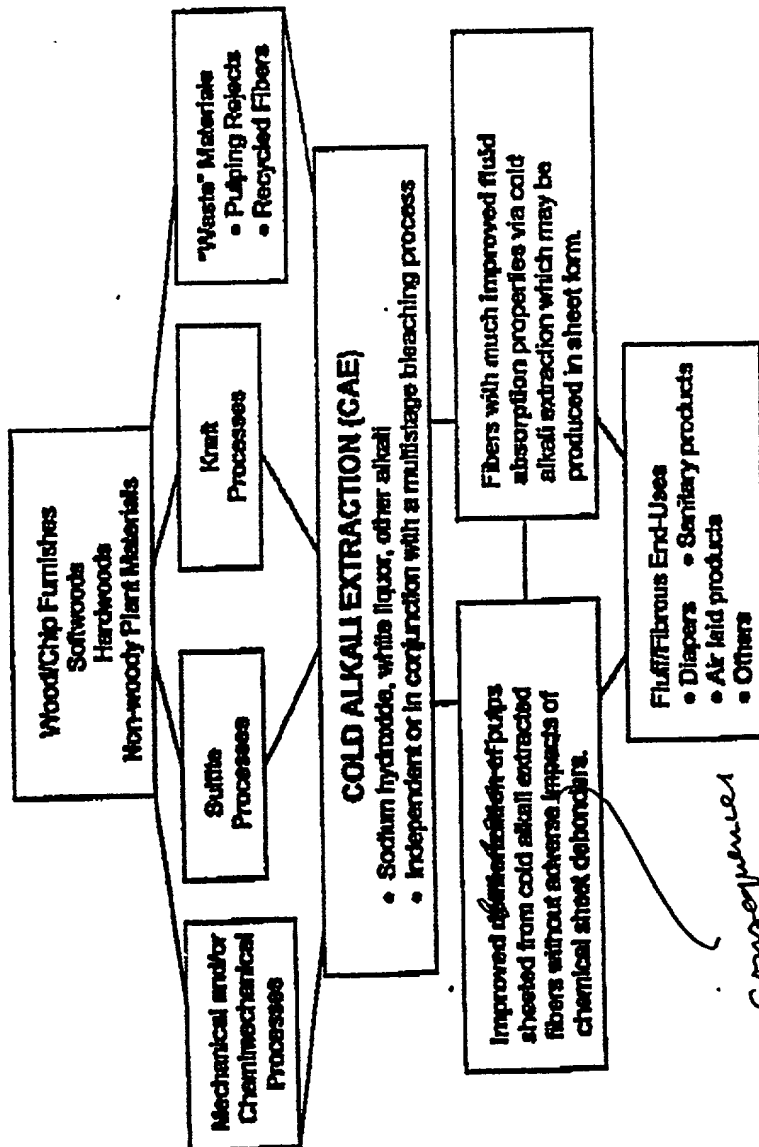 Wood/Chip Furnishes
Softwoods
Hardwoods
Non-woody Plant Materials
Mechanical and/or
Chemimechanical
Processes
Sulfite
Processes
Kraft
Processes
"Waste" Materials
• Pulping Rejects
• Recycled Fibers
COLD ALKALI EXTRACTION (CAE)
• Sodium hydroxide, white liquor, other alkali
• Independent or in conjunction with a multistage bleaching process
Improved of pulps
sheeted from cold alkali extracted
fibers without adverse impacts of
chemical sheet debonders.
consequences
Fibers with much improved fluid
absorption properties via cold
alkali extraction which may be
produced in sheet form.
Fluff/Fibrous End-Uses
• Diapers • Sanitary products
• Air laid products
• Others